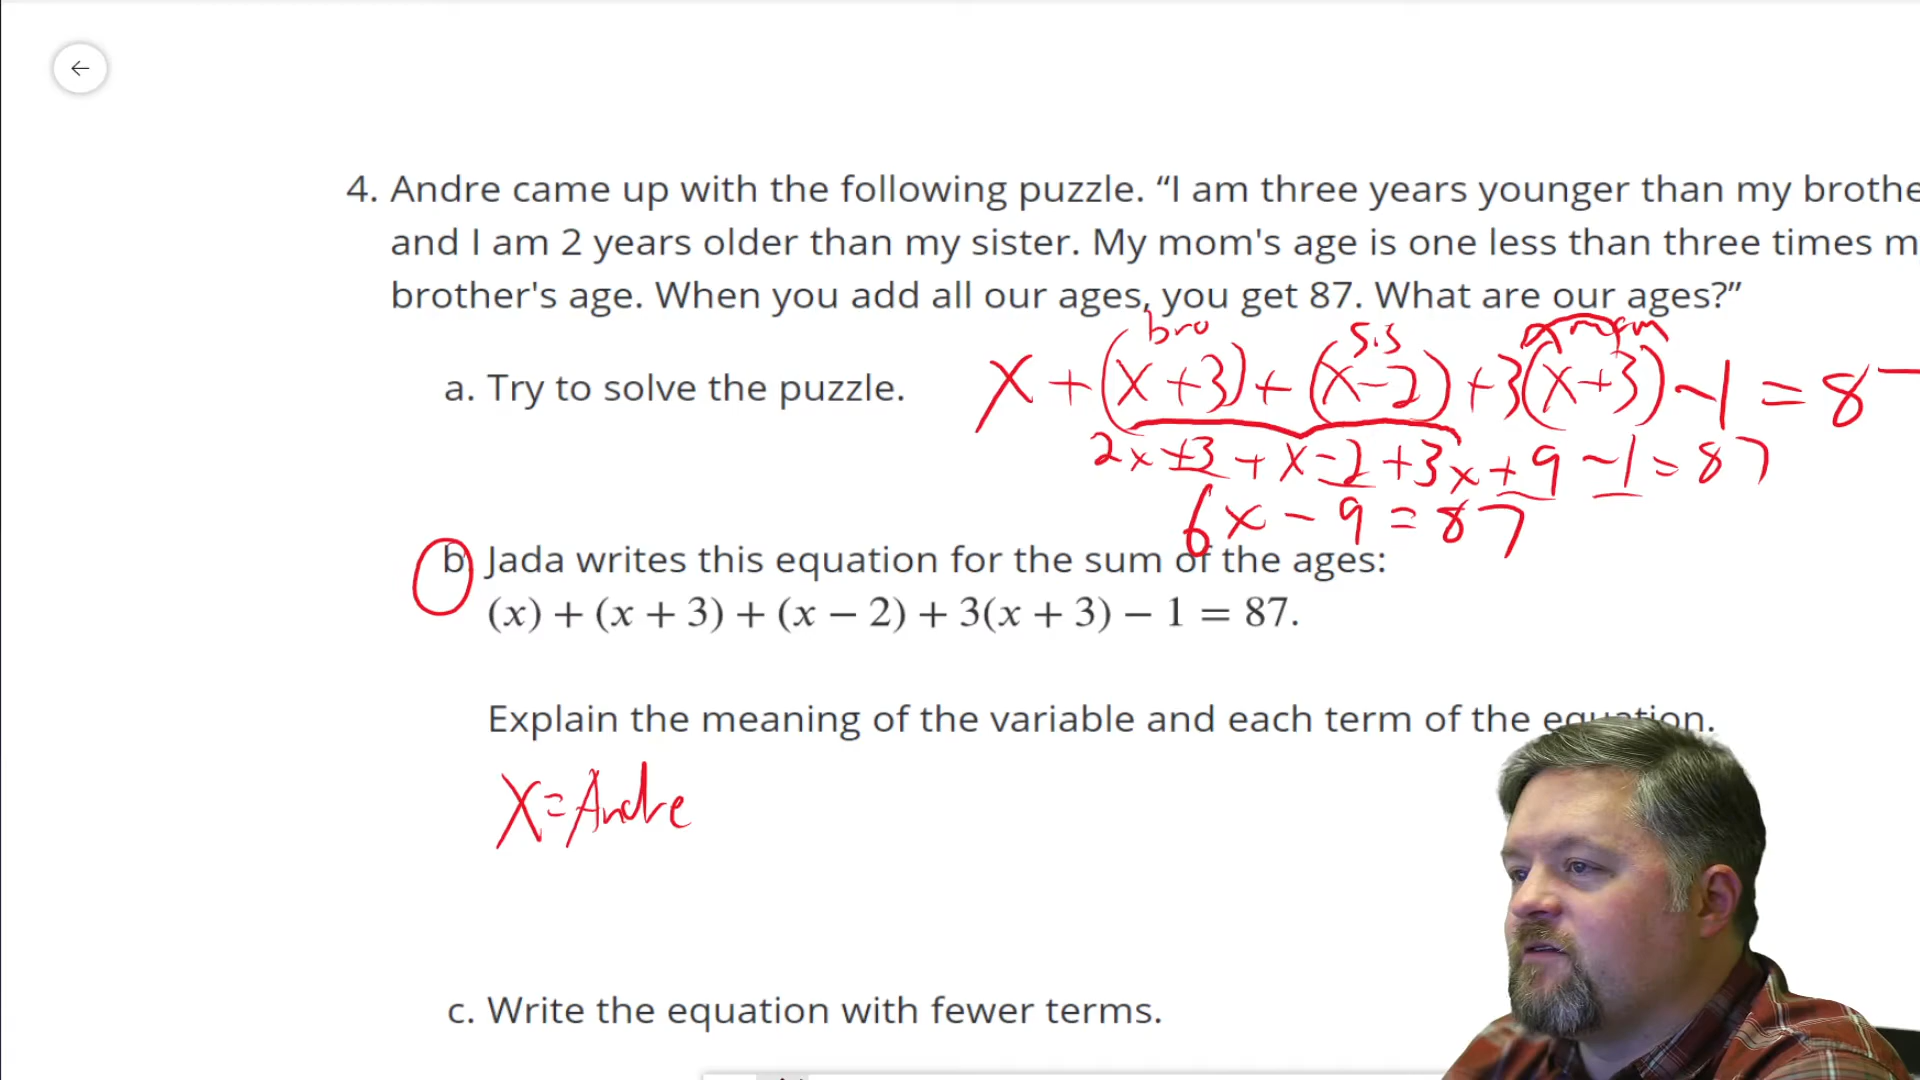 4. Andre came up with the following puzzle. “I am three years younger than my brothe
and I am 2 years older than my sister. My mom's age is one less than three times m
brother's age. When you add all our ages, you get 87. What are our ages?”
bro sis mom
a. Try to solve the puzzle. x + (x + 3) + (x - 2) + 3(x + 3) - 1 = 87
2x + 3 + x - 2 + 3x + 9 - 1 = 87
6x - 9 = 87
b Jada writes this equation for the sum of the ages:
(x) + (x + 3) + (x − 2) + 3(x + 3) − 1 = 87.
Explain the meaning of the variable and each term of the equation.
X = Andre
c. Write the equation with fewer terms.